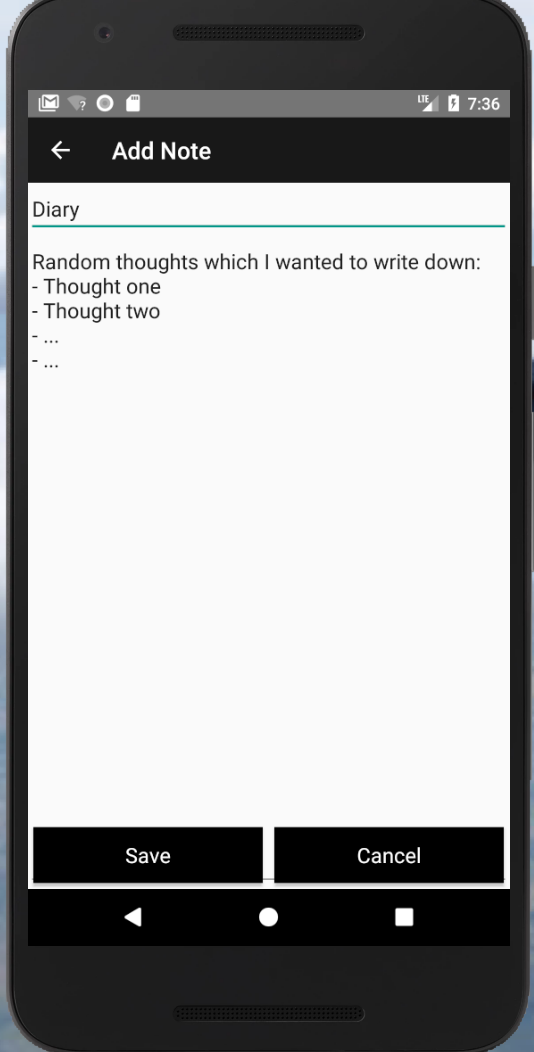 LTE 7:36
Add Note
Diary
Random thoughts which I wanted to write down:
- Thought one
- Thought two
- ...
- ...
Save Cancel